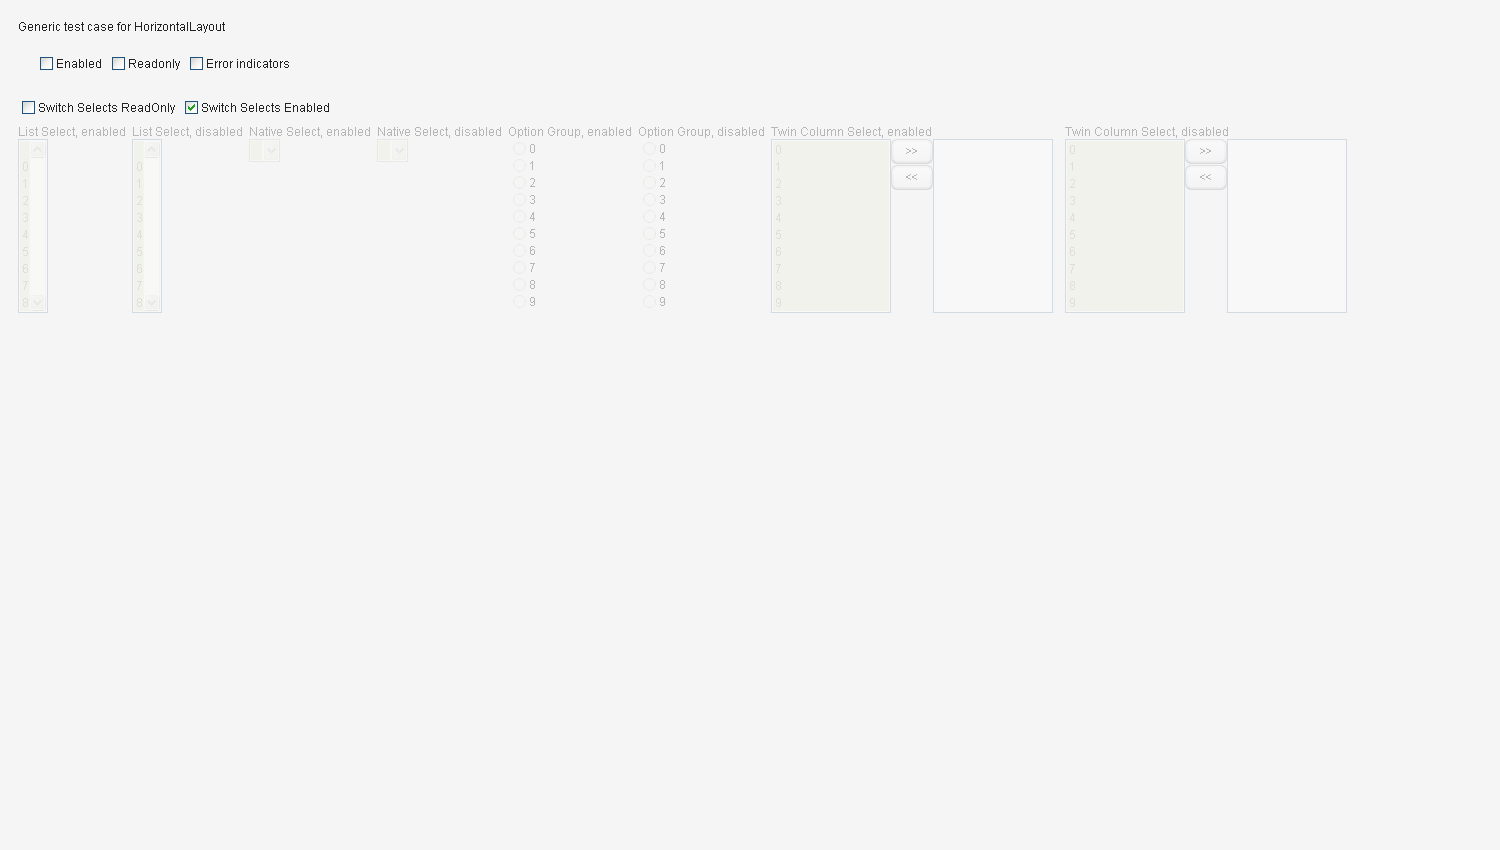 Generic test case for HorizontalLayout
Enabled Readonly Error indicators
Switch Selects ReadOnly Switch Selects Enabled
List Select, enabled List Select, disabled Native Select, enabled Native Select, disabled Option Group, enabled Option Group, disabled Twin Column Select, enabled Twin Column Select, disabled
0 0 0 >> 0 >>
0 0 1 1 1 1
1 1 2 2 2 << 2 <<
2 2 3 3 3 3
3 3 4 4 4 4
4 4 5 5 5 5
5 5 6 6 6 6
6 6 7 7 7 7
7 7 8 8 8 8
8 8 9 9 9 9